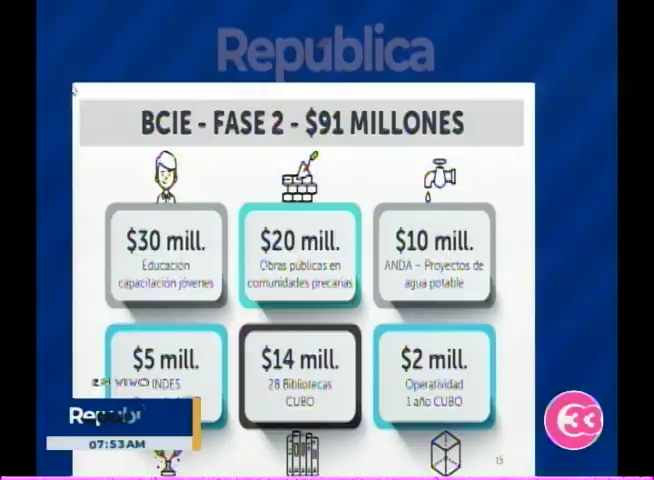 República
BCIE - FASE 2 - $91 MILLONES
$30 mill.
Educación
capacitación jóvenes
$20 mill.
Obras públicas en
comunidades precarias
$10 mill.
ANDA – Proyectos de
agua potable
$5 mill.
INDES
$14 mill.
28 Bibliotecas
CUBO
$2 mill.
Operatividad
1 año CUBO
EN VIVO
07:53AM
33
15